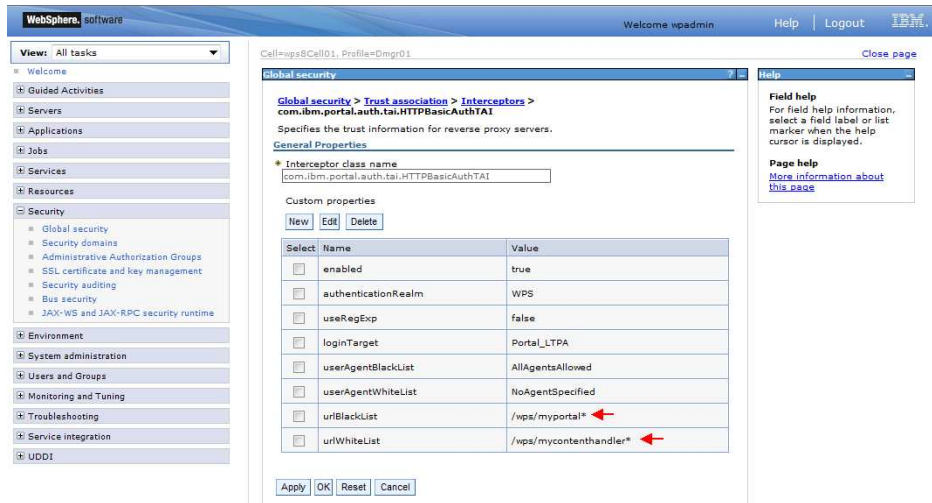 WebSphere. software
Welcome wpadmin
Help
Logout
IBM.
View: All tasks
Welcome
Guided Activities
Servers
Applications
Jobs
Services
Resources
Security
Global security
Security domains
Administrative Authorization Groups
SSL certificate and key management
Security auditing
Bus security
JAX-WS and JAX-RPC security runtime
Environment
System administration
Users and Groups
Monitoring and Tuning
Troubleshooting
Service integration
UDDI
Cell=wps8Cell01, Profile=Dmgr01
Close page
Global security
? -
Global security > Trust association > Interceptors >
com.ibm.portal.auth.tai.HTTPBasicAuthTAI
Specifies the trust information for reverse proxy servers.
General Properties
* Interceptor class name
com.ibm.portal.auth.tai.HTTPBasicAuthTAI
Custom properties
New Edit Delete
Select Name Value
enabled true
authenticationRealm WPS
useRegExp false
loginTarget Portal_LTPA
userAgentBlackList AllAgentsAllowed
userAgentWhiteList NoAgentSpecified
urlBlackList /wps/myportal*
urlWhiteList /wps/mycontenthandler*
Apply OK Reset Cancel
Help
Field help
For field help information,
select a field label or list
marker when the help
cursor is displayed.
Page help
More information about
this page